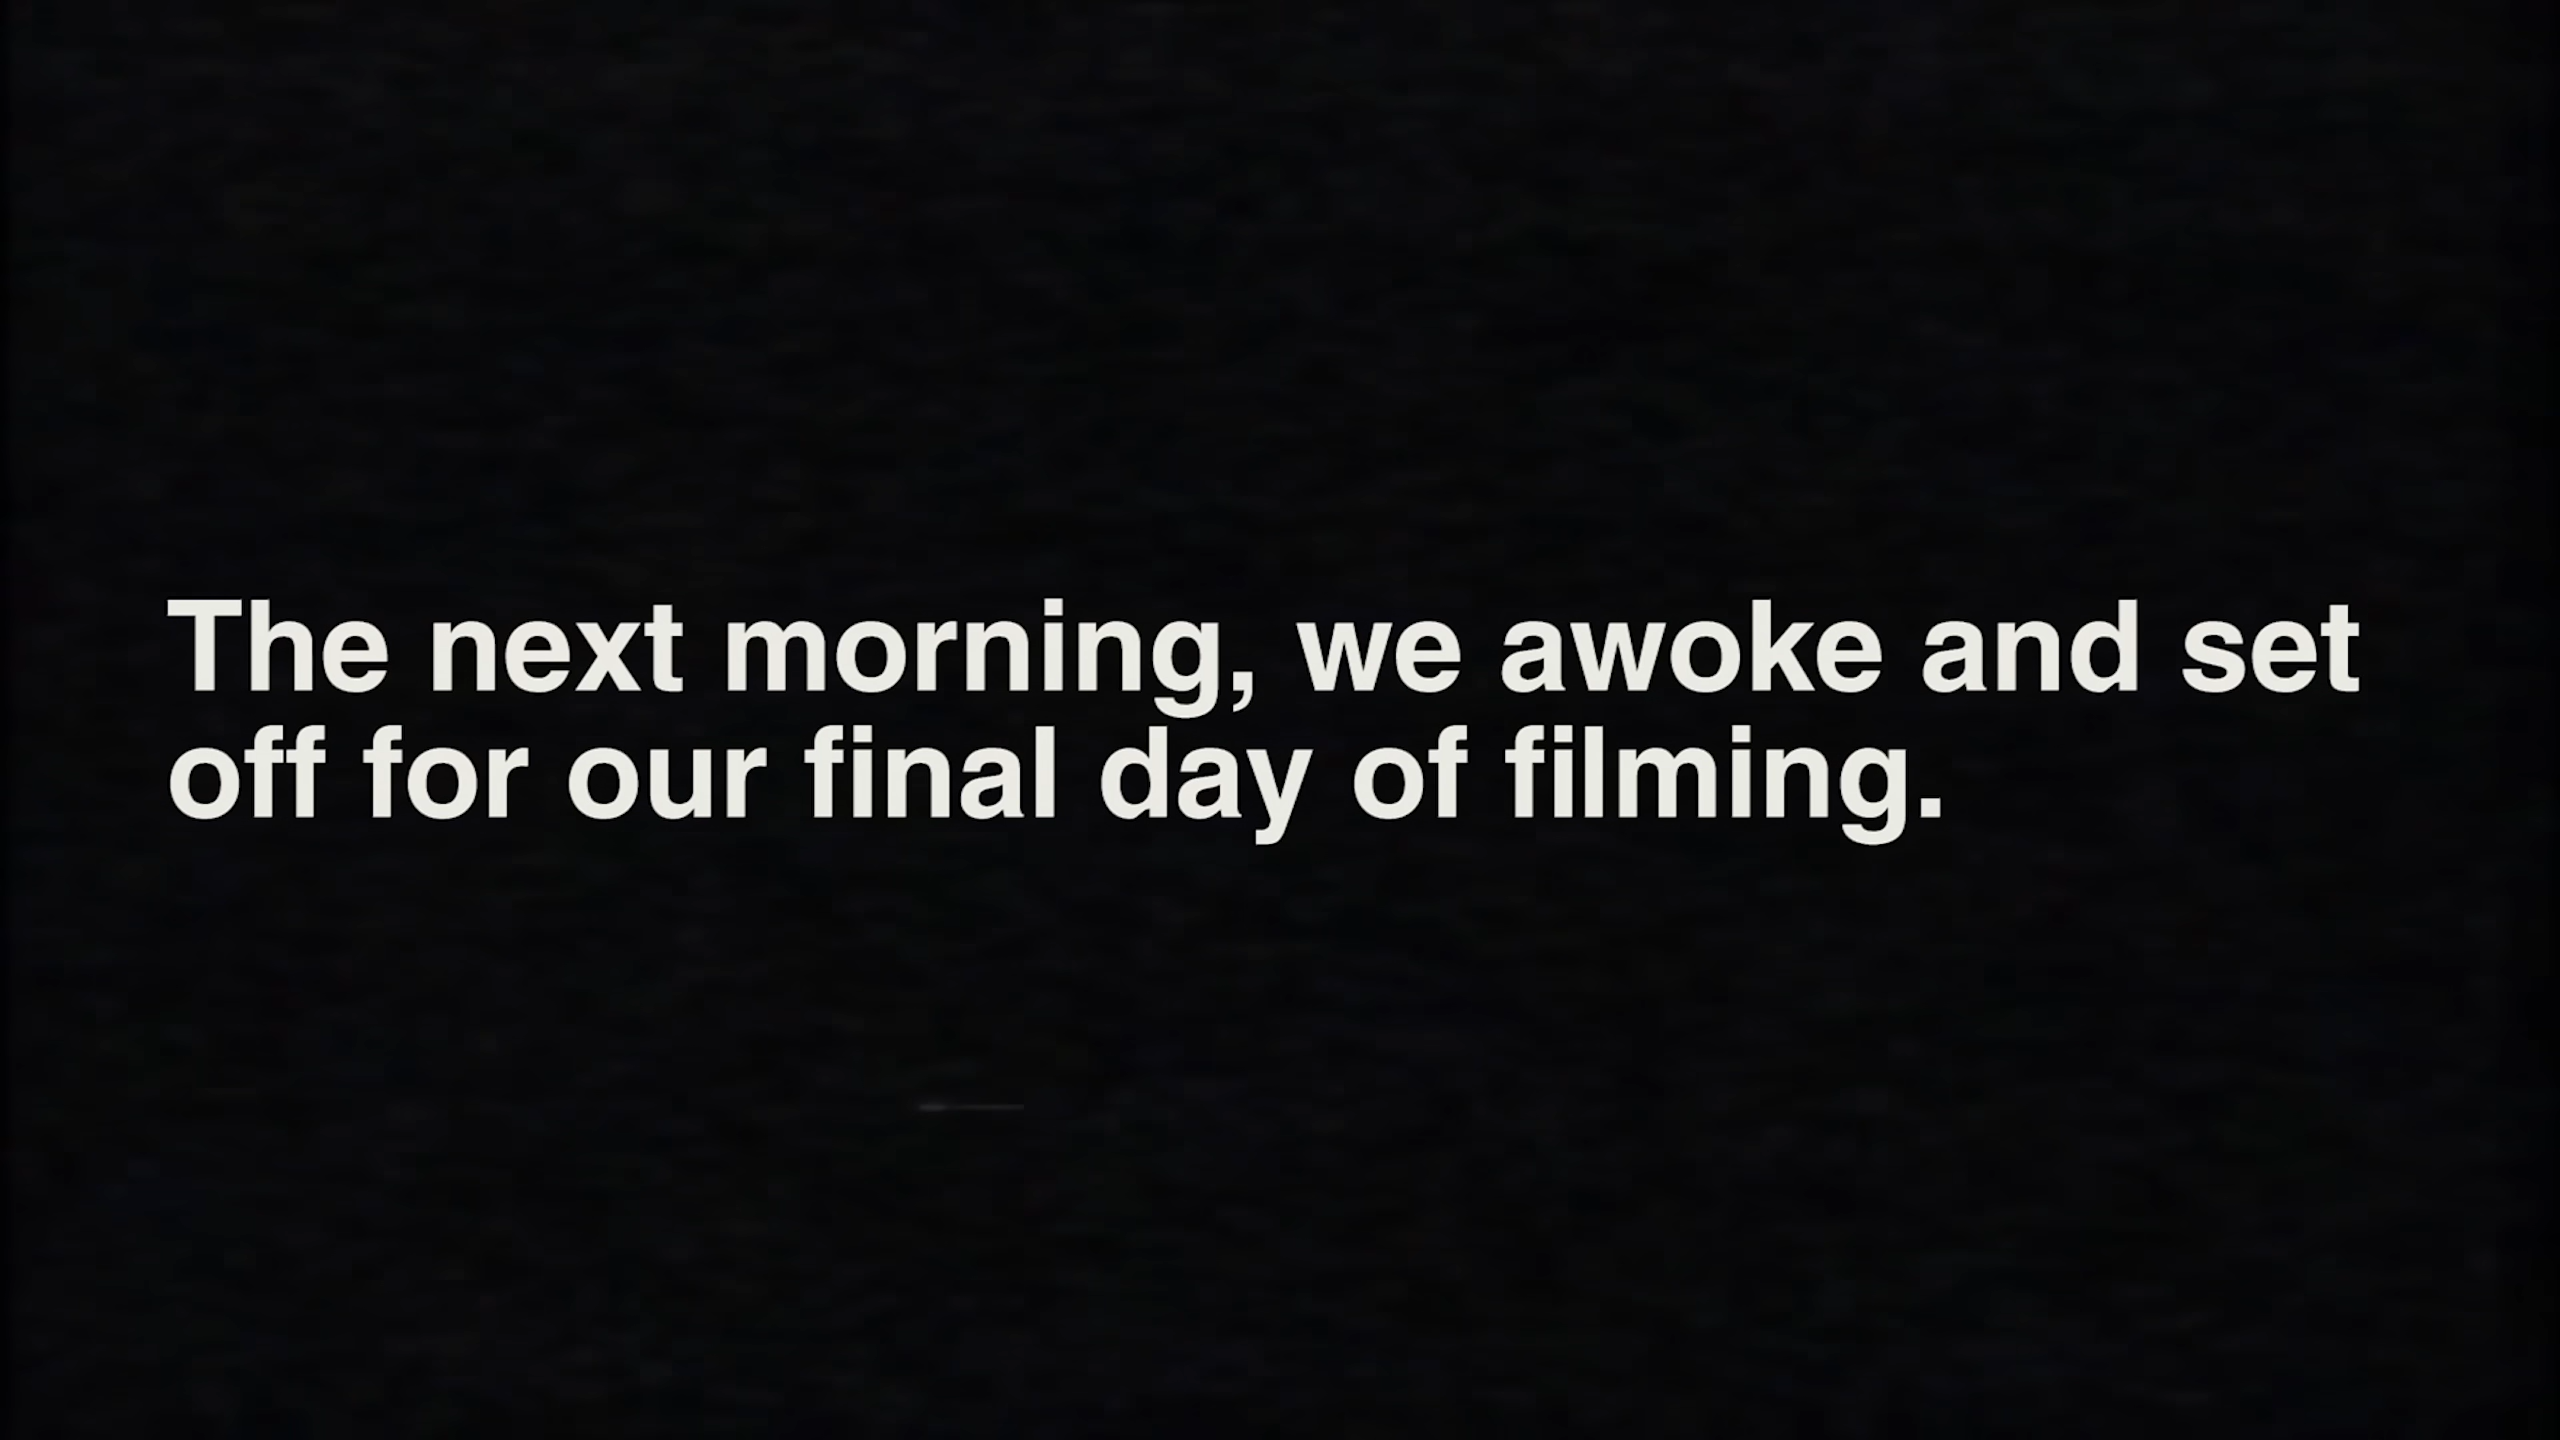 The next morning, we awoke and set
off for our final day of filming.